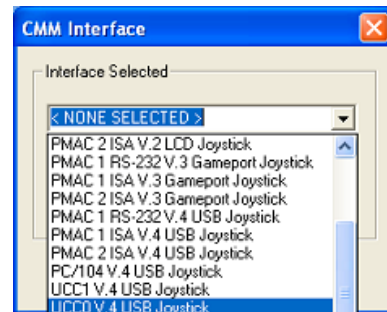 CMM Interface
Interface Selected
< NONE SELECTED >
PMAC 2 ISA V.2 LCD Joystick
PMAC 1 RS-232 V.3 Gameport Joystick
PMAC 1 ISA V.3 Gameport Joystick
PMAC 2 ISA V.3 Gameport Joystick
PMAC 1 RS-232 V.4 USB Joystick
PMAC 1 ISA V.4 USB Joystick
PMAC 2 ISA V.4 USB Joystick
PC/104 V.4 USB Joystick
UCC1 V.4 USB Joystick
UCC0 V.4 USB Joystick